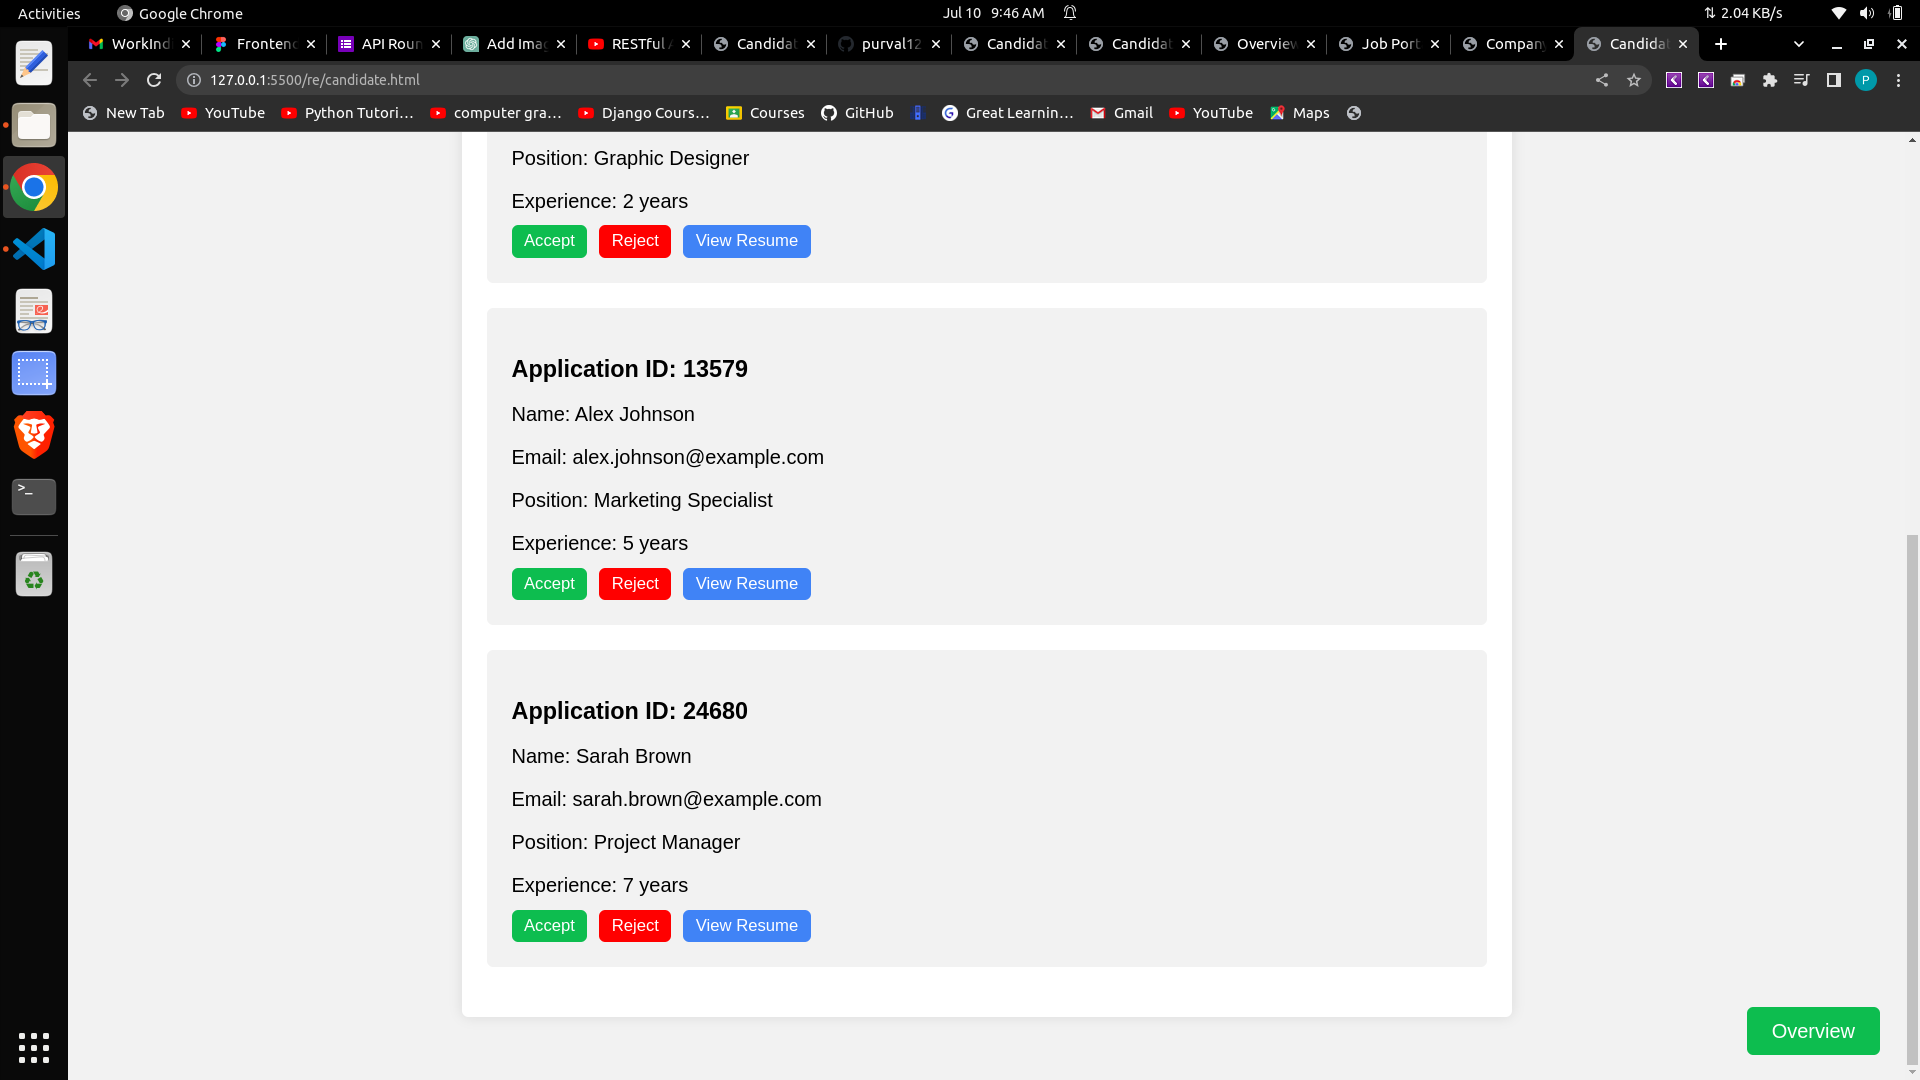 Activities
Google Chrome
Jul 10 9:46 AM
2.04 KB/s
WorkInd
Frontend
API Roun
Add Imag
RESTful A
Candidat
purval12
Candidat
Candidat
Overview
Job Port
Company
Candidat
127.0.0.1:5500/re/candidate.html
P
New Tab
YouTube
Python Tutori...
computer gra...
Django Cours...
Courses
GitHub
Great Learnin...
Gmail
YouTube
Maps
Position: Graphic Designer
Experience: 2 years
Accept Reject View Resume
Application ID: 13579
Name: Alex Johnson
Email: alex.johnson@example.com
Position: Marketing Specialist
Experience: 5 years
Accept Reject View Resume
Application ID: 24680
Name: Sarah Brown
Email: sarah.brown@example.com
Position: Project Manager
Experience: 7 years
Accept Reject View Resume
Overview